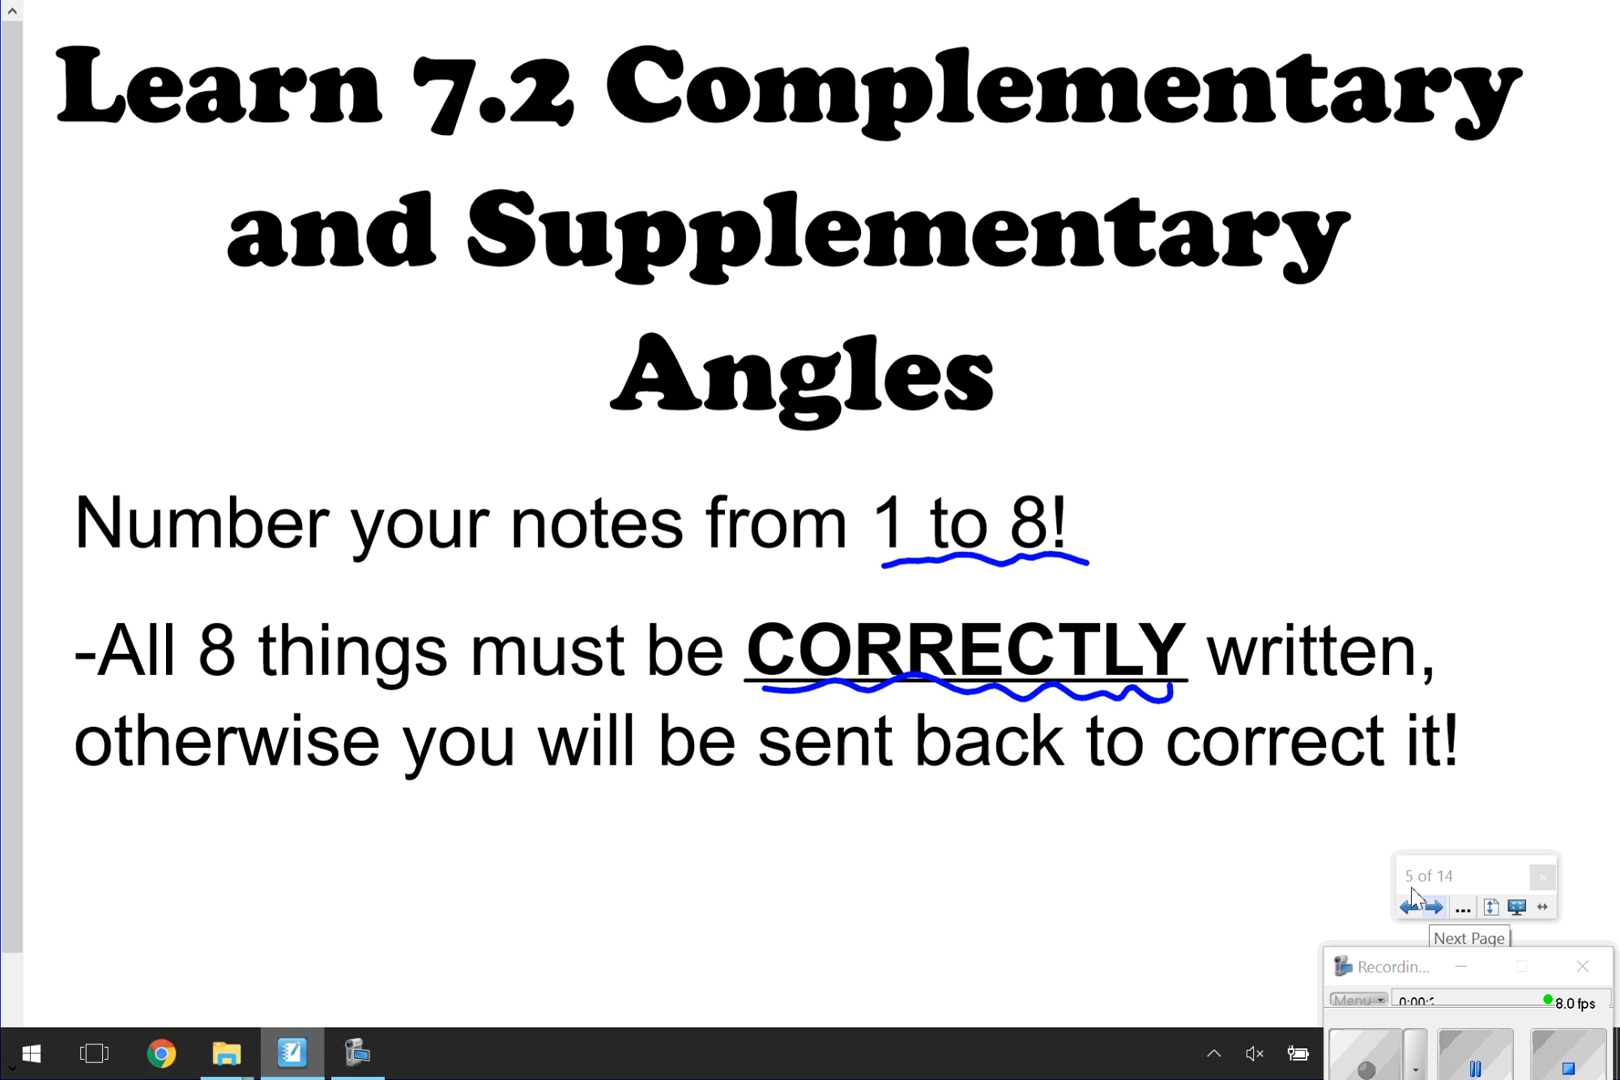 Learn 7.2 Complementary
and Supplementary
Angles
Number your notes from 1 to 8!
-All 8 things must be CORRECTLY written,
otherwise you will be sent back to correct it!
5 of 14
...
Next Page
Recordin...
Menu
8.0 fps